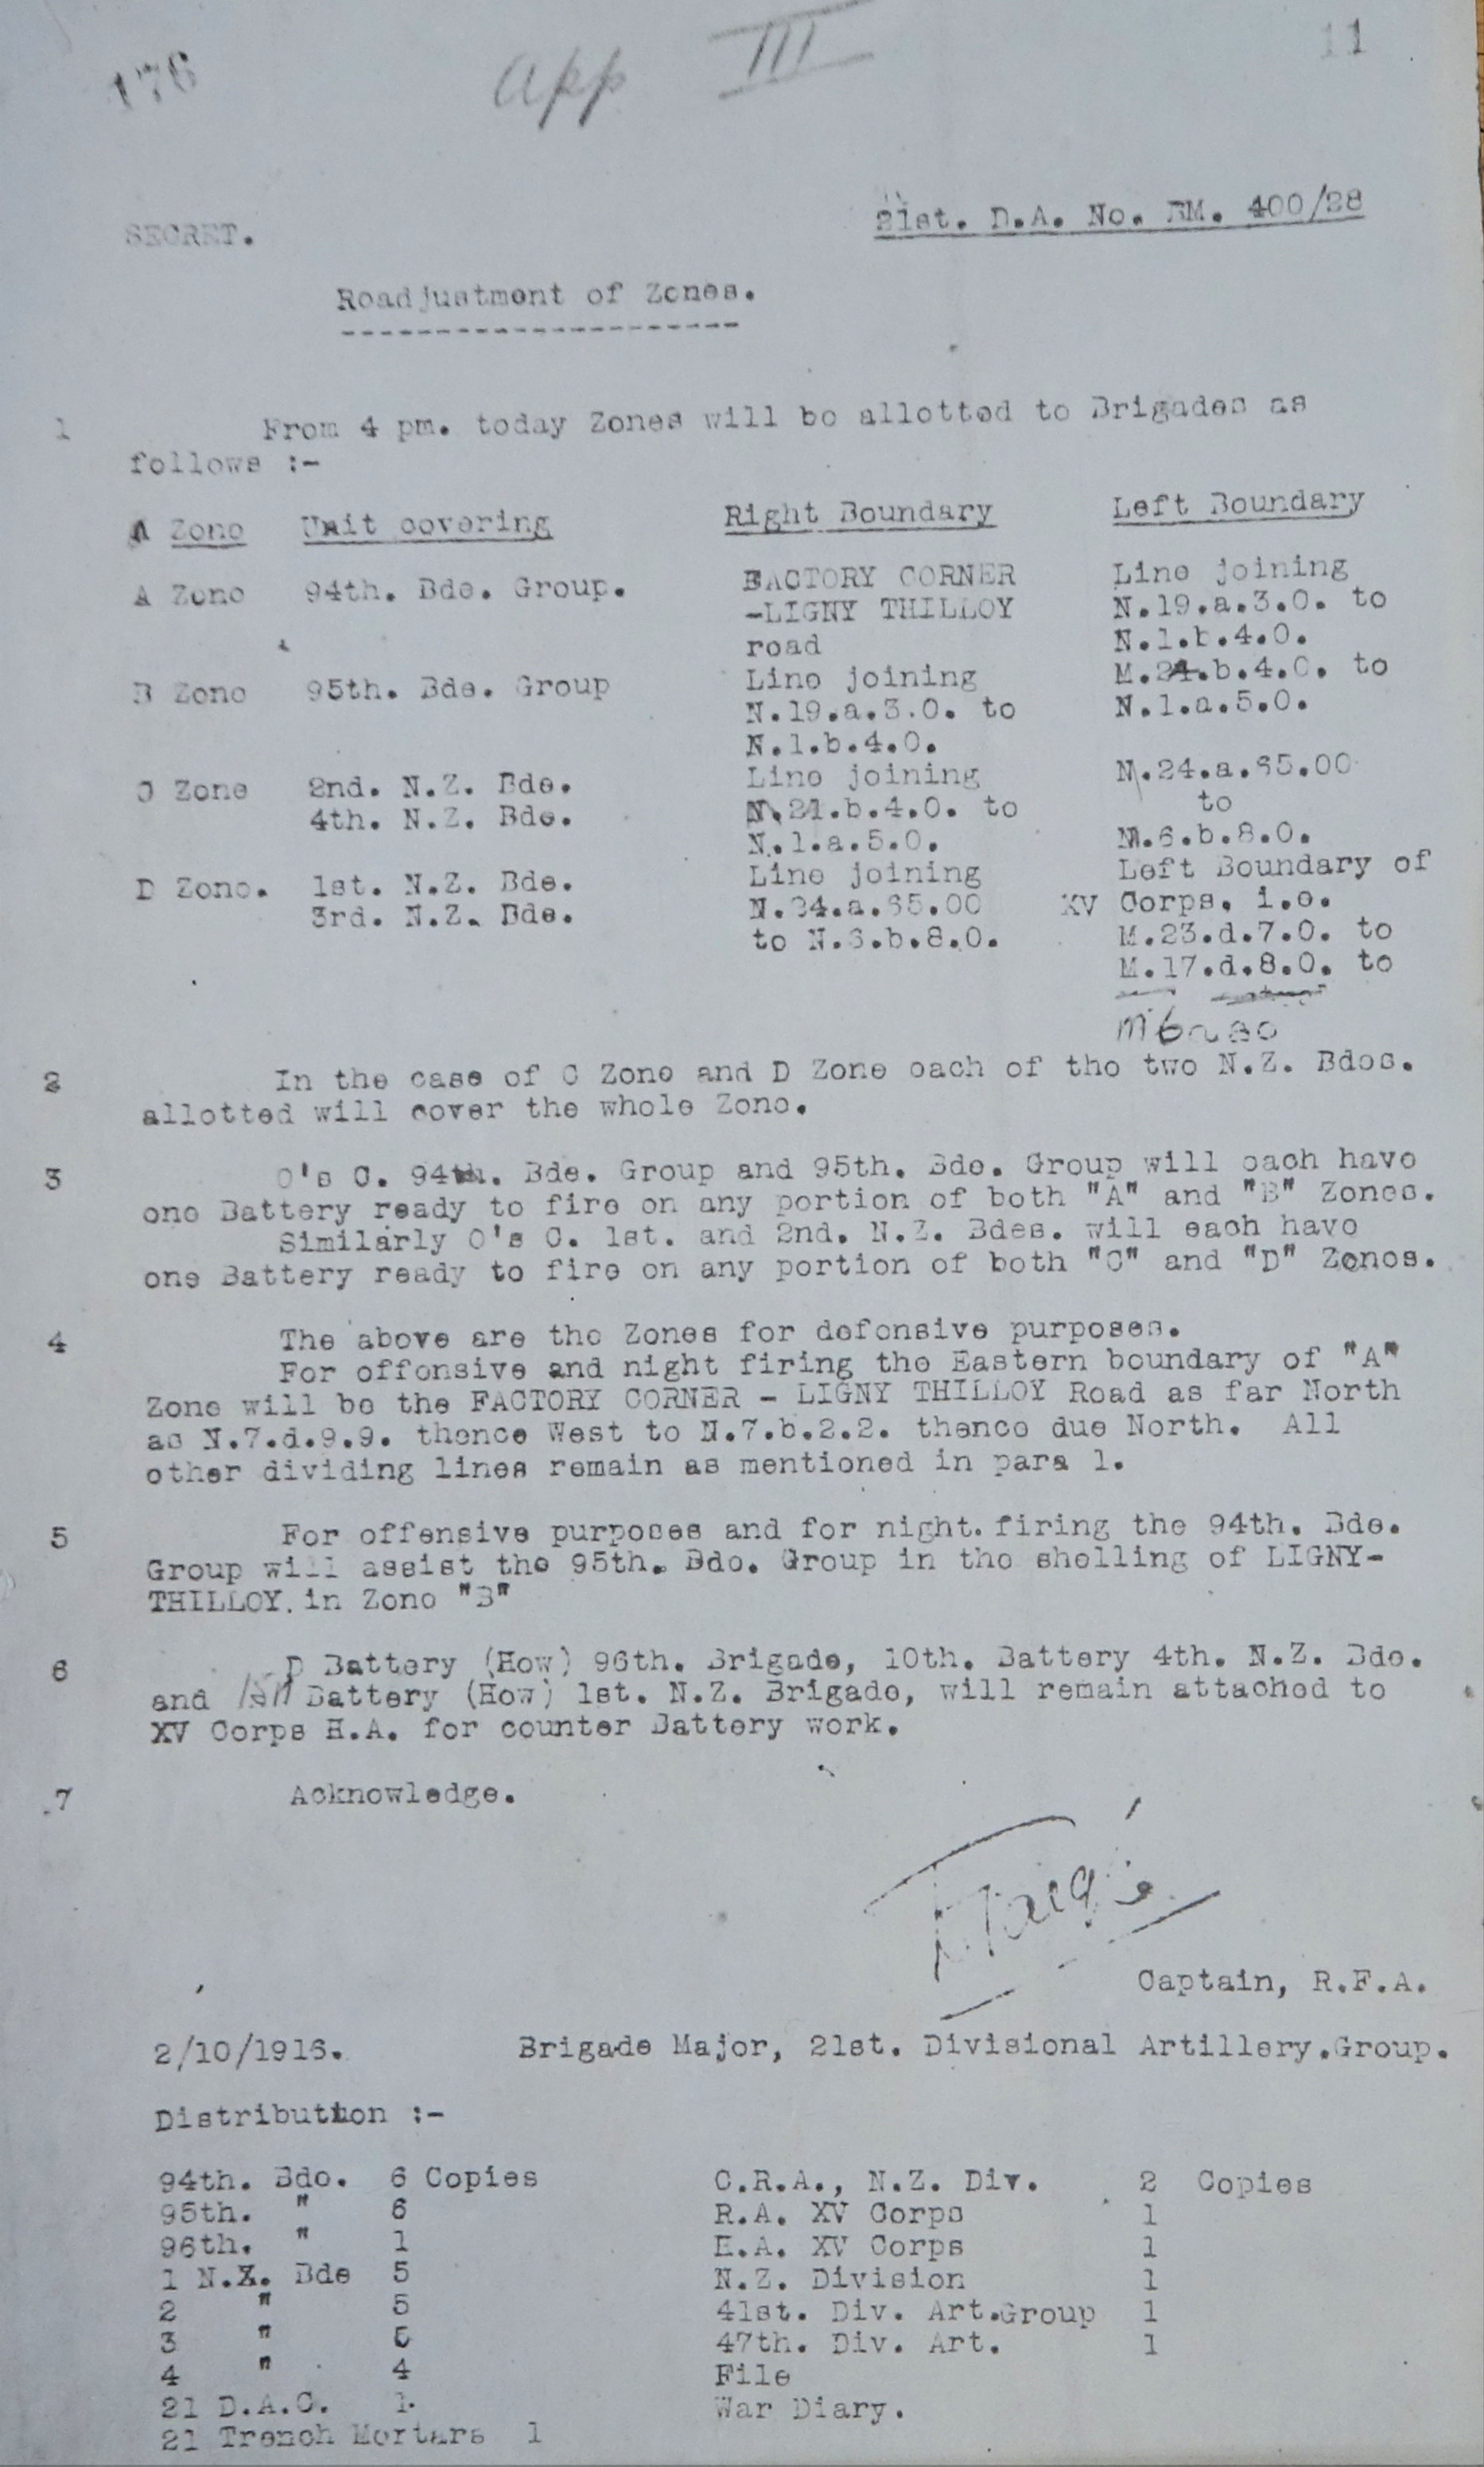 176
App III
11
SECRET.
21st. D.A. No. BM. 400/28
Readjustment of Zones.
1 From 4 pm. today Zones will be allotted to Brigades as
follows :-
A Zone Unit covering Right Boundary Left Boundary
A Zone 94th. Bde. Group. FACTORY CORNER Line joining
-LIGNY THILLOY N.19.a.3.0. to
road N.1.b.4.0.
B Zone 95th. Bde. Group Line joining M.24.b.4.0. to
N.19.a.3.0. to N.1.a.5.0.
N.1.b.4.0.
C Zone 2nd. N.Z. Bde. Line joining M.24.a.65.00
4th. N.Z. Bde. M.24.b.4.0. to to
N.1.a.5.0. M.6.b.8.0.
D Zone. 1st. N.Z. Bde. Line joining Left Boundary of
3rd. N.Z. Bde. M.24.a.65.00 XV Corps. i.e.
to M.6.b.8.0. M.23.d.7.0. to
M.17.d.8.0. to
M6a80
2 In the case of C Zone and D Zone each of the two N.Z. Bdes.
allotted will cover the whole Zone.
3 O's C. 94th. Bde. Group and 95th. Bde. Group will each have
one Battery ready to fire on any portion of both "A" and "B" Zones.
Similarly O's C. 1st. and 2nd. N.Z. Bdes. will each have
one Battery ready to fire on any portion of both "C" and "D" Zones.
4 The above are the Zones for defensive purposes.
For offensive and night firing the Eastern boundary of "A"
Zone will be the FACTORY CORNER - LIGNY THILLOY Road as far North
as N.7.d.9.9. thence West to N.7.b.2.2. thence due North. All
other dividing lines remain as mentioned in para 1.
5 For offensive purposes and for night. firing the 94th. Bde.
Group will assist the 95th. Bde. Group in the shelling of LIGNY-
THILLOY. in Zone "B"
6 D Battery (How) 96th. Brigade, 10th. Battery 4th. N.Z. Bde.
and 15th Battery (How) 1st. N.Z. Brigade, will remain attached to
XV Corps H.A. for counter Battery work.
7 Acknowledge.
Captain, R.F.A.
2/10/1916. Brigade Major, 21st. Divisional Artillery.Group.
Distribution :-
94th. Bde. 6 Copies C.R.A., N.Z. Div. 2 Copies
95th. " 6 R.A. XV Corps 1
96th. " 1 H.A. XV Corps 1
1 N.Z. Bde 5 N.Z. Division 1
2 " 5 41st. Div. Art.Group 1
3 " 5 47th. Div. Art. 1
4 " 4 File
21 D.A.C. 1. War Diary.
21 Trench Mortars 1